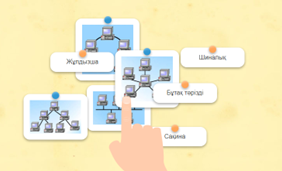 Жұлдызша
Шиналық
Бұтақ тәрізді
Сақина